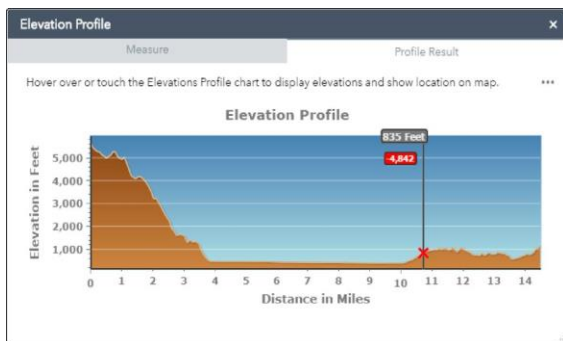 Elevation Profile ×
Measure Profile Result
Hover over or touch the Elevations Profile chart to display elevations and show location on map. •••
Elevation Profile
835 Feet
-4,842
Elevation in Feet
5,000
4,000
3,000
2,000
1,000
0 1 2 3 4 5 6 7 8 9 10 11 12 13 14
Distance in Miles